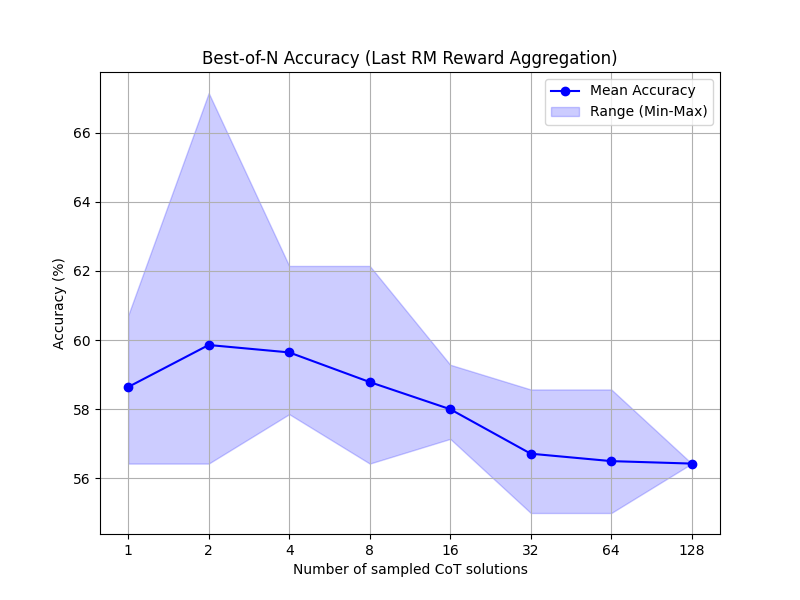 Best-of-N Accuracy (Last RM Reward Aggregation)
Mean Accuracy
Range (Min-Max)
Accuracy (%)
66
64
62
60
58
56
1 2 4 8 16 32 64 128
Number of sampled CoT solutions